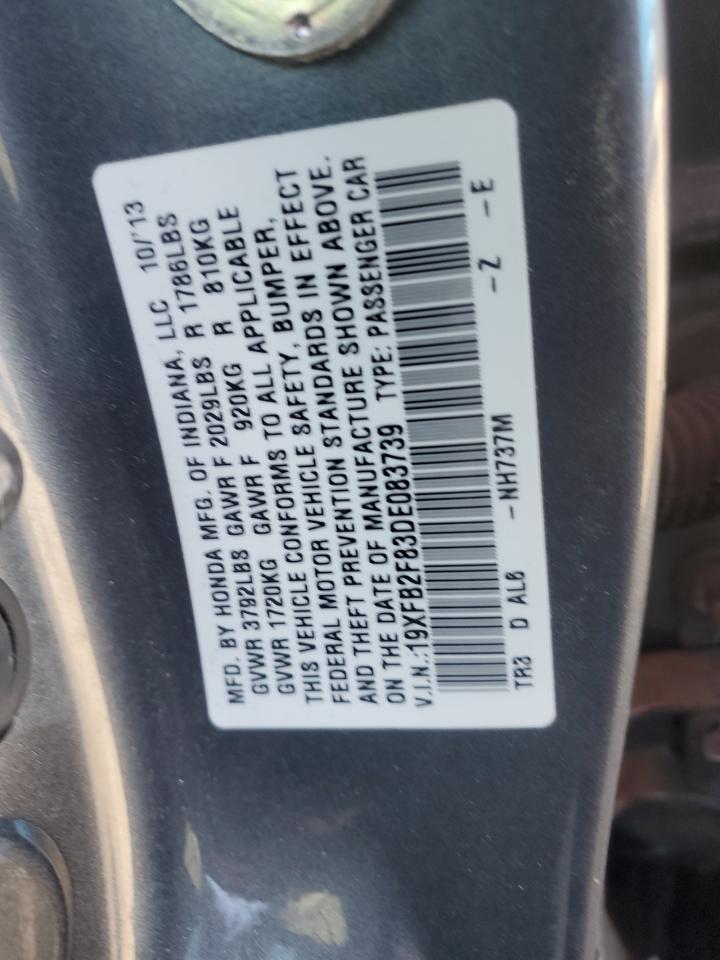 MFD. BY HONDA MFG. OF INDIANA, LLC 10/'13
GVWR 3792LBS GAWR F 2029LBS R 1786LBS
GVWR 1720KG GAWR F 920KG R 810KG
THIS VEHICLE CONFORMS TO ALL APPLICABLE
FEDERAL MOTOR VEHICLE SAFETY, BUMPER,
AND THEFT PREVENTION STANDARDS IN EFFECT
ON THE DATE OF MANUFACTURE SHOWN ABOVE.
V.I.N.:19XFB2F83DE083739 TYPE: PASSENGER CAR
TR3 D AL6 -NH737M -Z -E